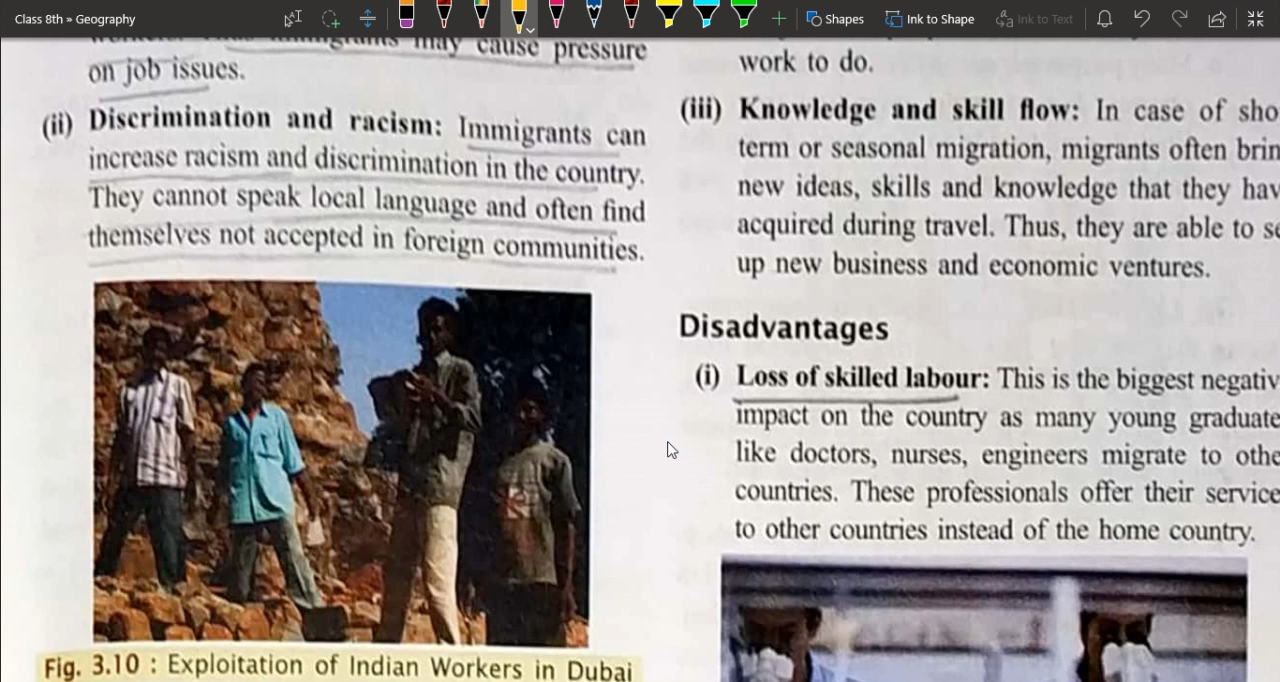 Class 8th » Geography
Shapes
Ink to Shape
Ink to Text
may cause pressure
on job issues.
(ii) Discrimination and racism: Immigrants can
increase racism and discrimination in the country.
They cannot speak local language and often find
themselves not accepted in foreign communities.
Fig. 3.10 : Exploitation of Indian Workers in Dubai
work to do.
(iii) Knowledge and skill flow: In case of sho
term or seasonal migration, migrants often brin
new ideas, skills and knowledge that they hav
acquired during travel. Thus, they are able to se
up new business and economic ventures.
Disadvantages
(i) Loss of skilled labour: This is the biggest negativ
impact on the country as many young graduate
like doctors, nurses, engineers migrate to othe
countries. These professionals offer their service
to other countries instead of the home country.